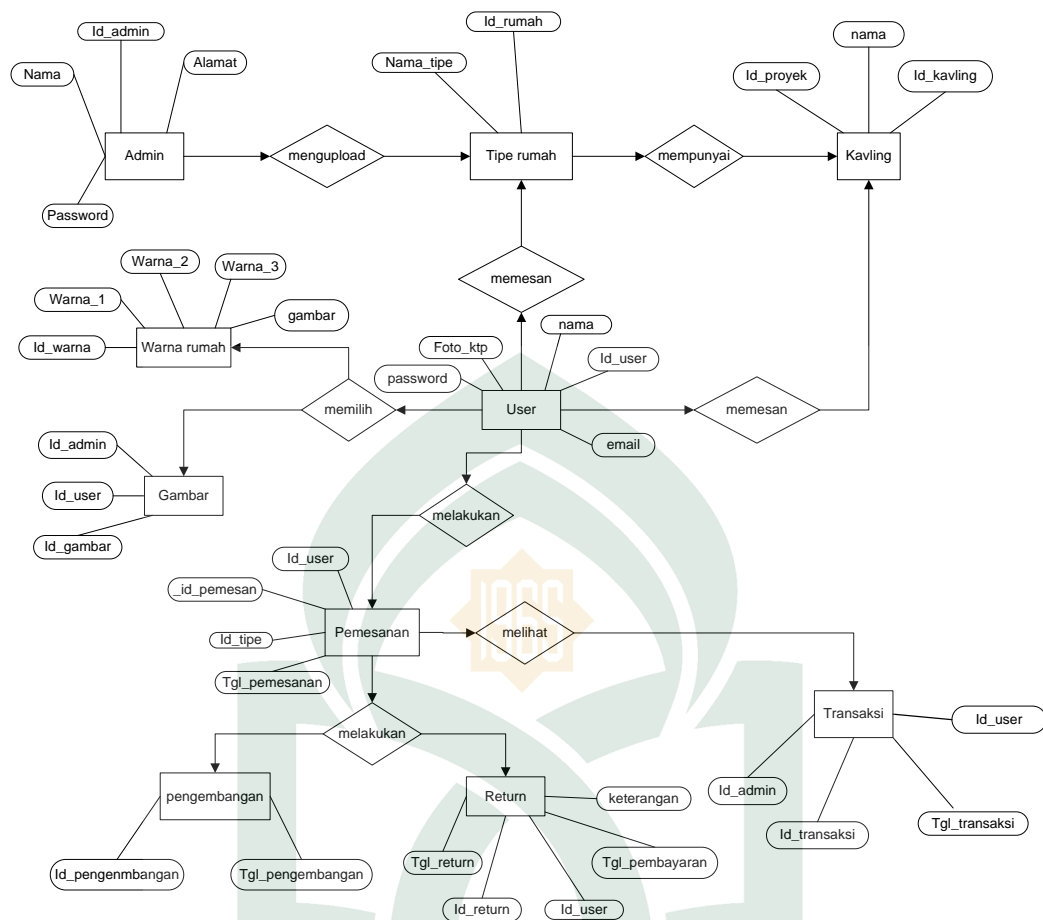 Id_admin
Nama
Alamat
Admin
Password
mengupload
Id_rumah
Nama_tipe
Tipe rumah
mempunyai
nama
Id_proyek
Id_kavling
Kavling
memesan
Warna_2
Warna_3
Warna_1
gambar
Id_warna
Warna rumah
memilih
Foto_ktp
nama
password
Id_user
User
email
memesan
Id_admin
Id_user
Gambar
Id_gambar
melakukan
Id_user
_id_pemesan
Id_tipe
Pemesanan
Tgl_pemesanan
melihat
melakukan
Transaksi
Id_user
Id_admin
Id_transaksi
Tgl_transaksi
pengembangan
Id_pengenmbangan
Tgl_pengembangan
Return
keterangan
Tgl_return
Tgl_pembayaran
Id_return
Id_user